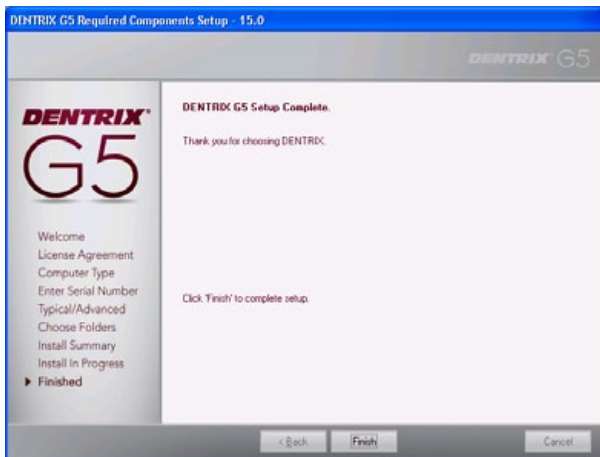 DENTRIX G5 Required Components Setup - 15.0
DENTRIX G5
DENTRIX
G5
DENTRIX G5 Setup Complete.
Thank you for choosing DENTRIX.
Welcome
License Agreement
Computer Type
Enter Serial Number
Typical/Advanced
Choose Folders
Install Summary
Install In Progress
Finished
Click 'Finish' to complete setup.
< Back
Finish
Cancel